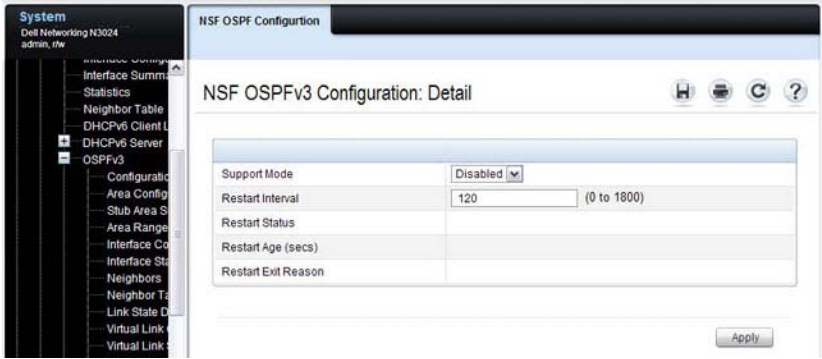 System
Dell Networking N3024
admin, r/w
Interface Summa
Statistics
Neighbor Table
DHCPv6 Client L
DHCPv6 Server
OSPFv3
Configuratio
Area Config
Stub Area S
Area Range
Interface Co
Interface Sta
Neighbors
Neighbor Ta
Link State D
Virtual Link
Virtual Link
NSF OSPF Configurtion
NSF OSPFv3 Configuration: Detail
Support Mode Disabled
Restart Interval 120 (0 to 1800)
Restart Status
Restart Age (secs)
Restart Exit Reason
Apply